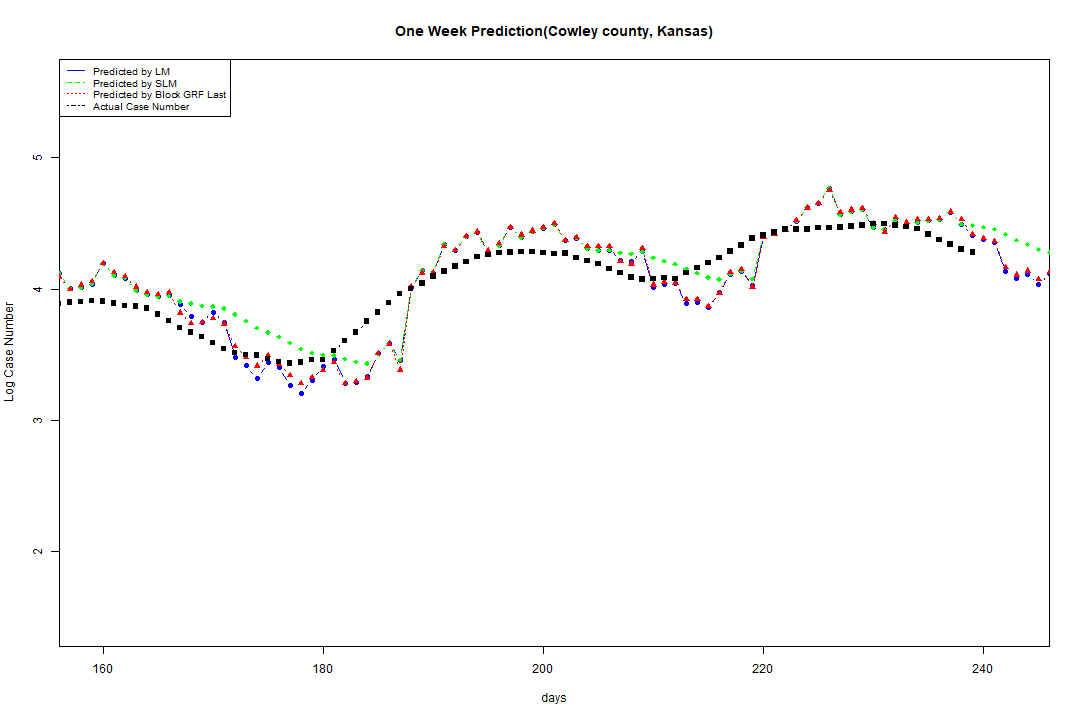 One Week Prediction(Cowley county, Kansas)
Predicted by LM
Predicted by SLM
Predicted by Block GRF Last
Actual Case Number
5
4
3
2
Log Case Number
160 180 200 220 240
days